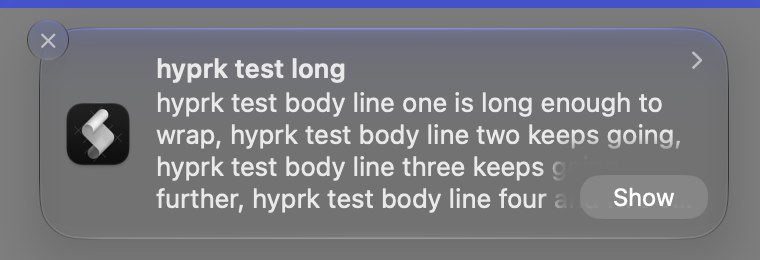 hyprk test long
hyprk test body line one is long enough to
wrap, hyprk test body line two keeps going,
hyprk test body line three keeps
further, hyprk test body line four
Show